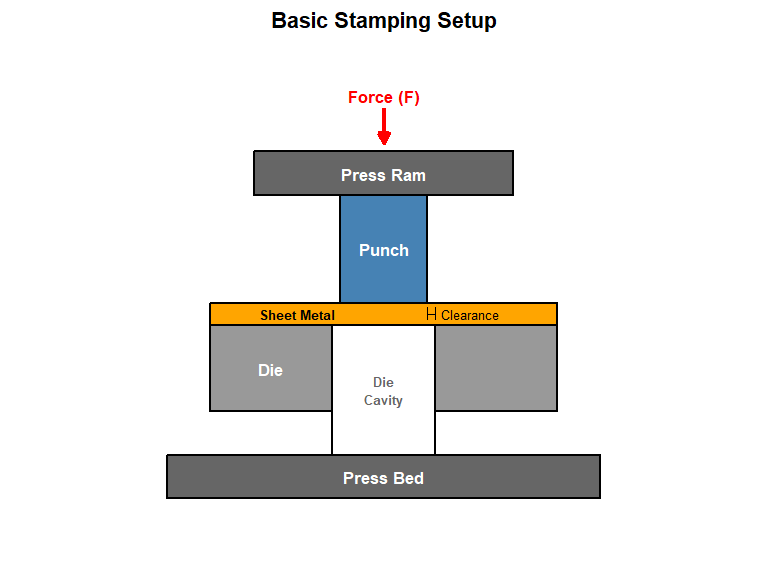 Basic Stamping Setup
Force (F)
Press Ram
Punch
Sheet Metal
Clearance
Die
Die
Cavity
Press Bed